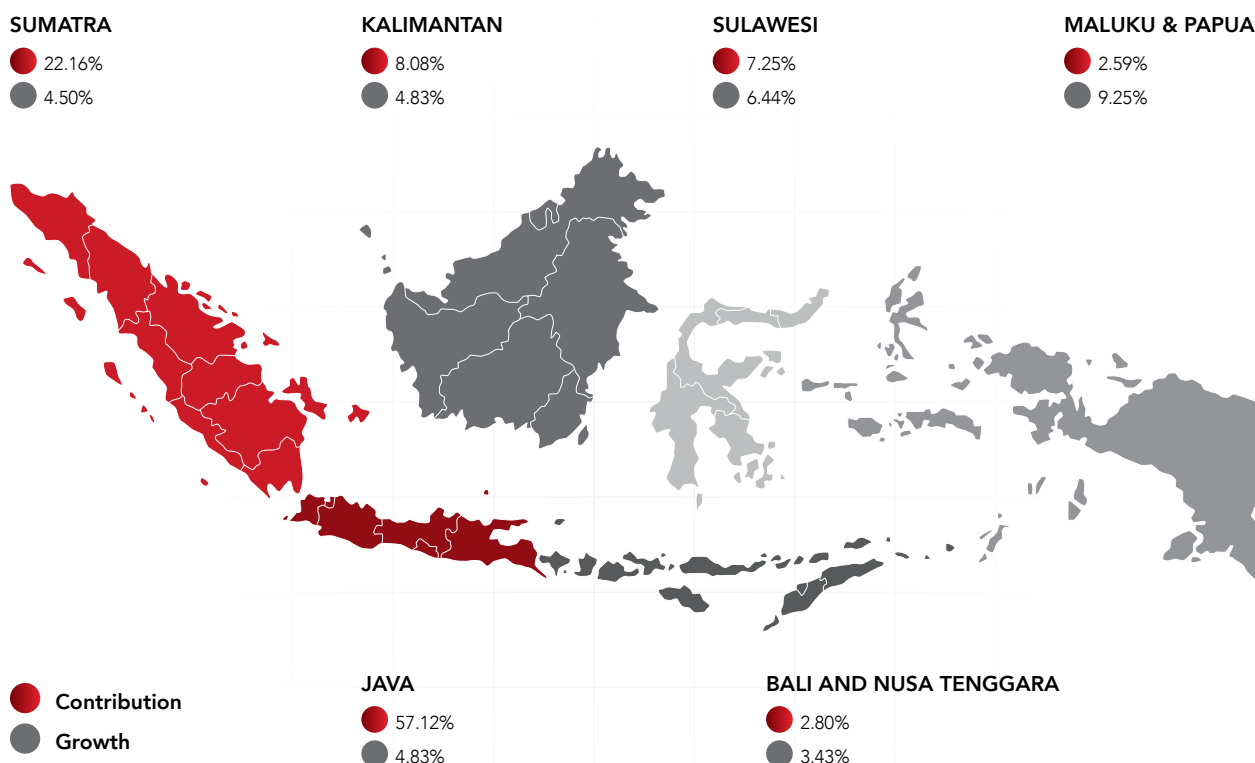 SUMATRA
22.16%
4.50%
KALIMANTAN
8.08%
4.83%
SULAWESI
7.25%
6.44%
MALUKU & PAPUA
2.59%
9.25%
Contribution
Growth
JAVA
57.12%
4.83%
BALI AND NUSA TENGGARA
2.80%
3.43%